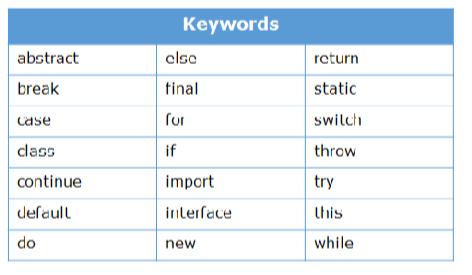 Keywords
abstract else return
break final static
case for switch
class if throw
continue import try
default interface this
do new while